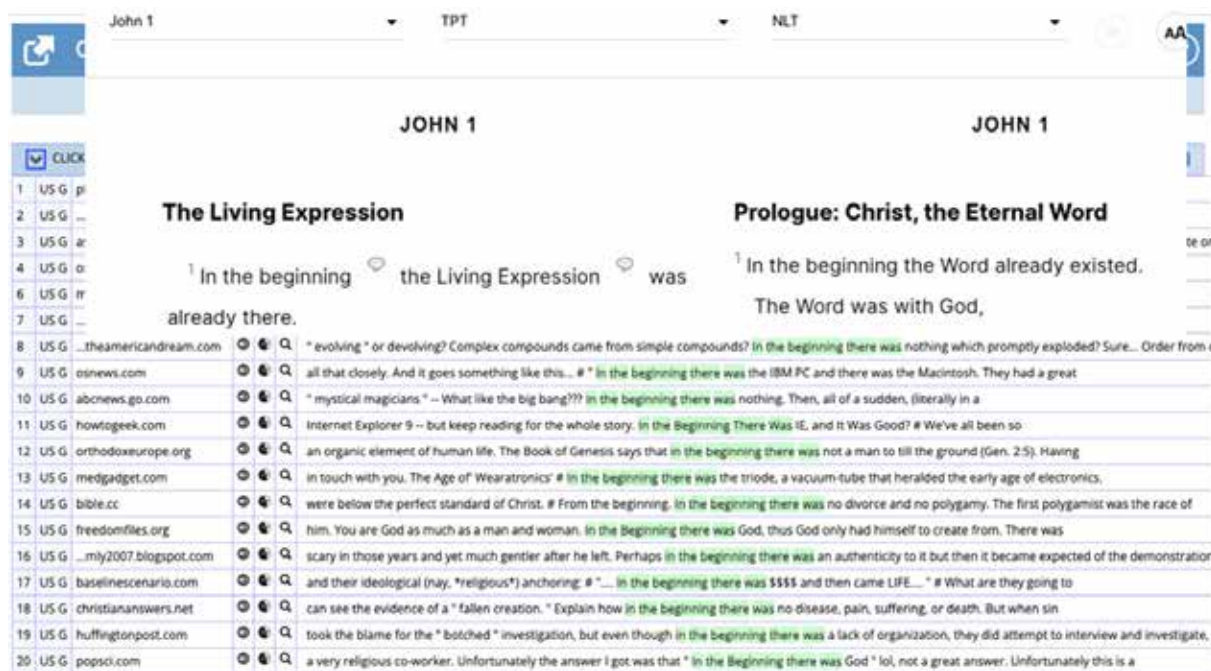 John 1 TPT NLT AA
JOHN 1 JOHN 1
CLICK
The Living Expression Prologue: Christ, the Eternal Word
1 In the beginning the Living Expression was
already there.
1 In the beginning the Word already existed.
The Word was with God,
1 US G
2 US G ...
3 US G
4 US G
6 US G
7 US G ...
8 US G ...theamericandream.com " evolving " or devolving? Complex compounds came from simple compounds? In the beginning there was nothing which promptly exploded? Sure... Order from
9 US G osnews.com all that closely. And it goes something like this... # " In the beginning there was the IBM PC and there was the Macintosh. They had a great
10 US G abcnews.go.com " mystical magicians " -- What like the big bang??? In the beginning there was nothing. Then, all of a sudden, (literally in a
11 US G howtogeek.com Internet Explorer 9 -- but keep reading for the whole story. In the Beginning There Was IE, and It Was Good? # We've all been so
12 US G orthodoxeurope.org an organic element of human life. The Book of Genesis says that in the beginning there was not a man to till the ground (Gen. 2:5). Having
13 US G medgadget.com in touch with you. The Age of Wearatronics' # In the beginning there was the triode, a vacuum-tube that heralded the early age of electronics,
14 US G bible.cc were below the perfect standard of Christ. # From the beginning. In the beginning there was no divorce and no polygamy. The first polygamist was the race of
15 US G freedomfiles.org him. You are God as much as a man and woman. In the Beginning there was God, thus God only had himself to create from. There was
16 US G ...mly2007.blogspot.com scary in those years and yet much gentler after he left. Perhaps in the beginning there was an authenticity to it but then it became expected of the demonstration
17 US G baselinescenario.com and their ideological (nay, *religious*) anchoring: # ".... In the beginning there was $$$$ and then came LIFE.... " # What are they going to
18 US G christiananswers.net can see the evidence of a " fallen creation. " Explain how in the beginning there was no disease, pain, suffering, or death. But when sin
19 US G huffingtonpost.com took the blame for the " botched " investigation, but even though in the beginning there was a lack of organization, they did attempt to interview and investigate,
20 US G popsci.com a very religious co-worker. Unfortunately the answer I got was that " In the Beginning there was God " lol, not a great answer. Unfortunately this is a